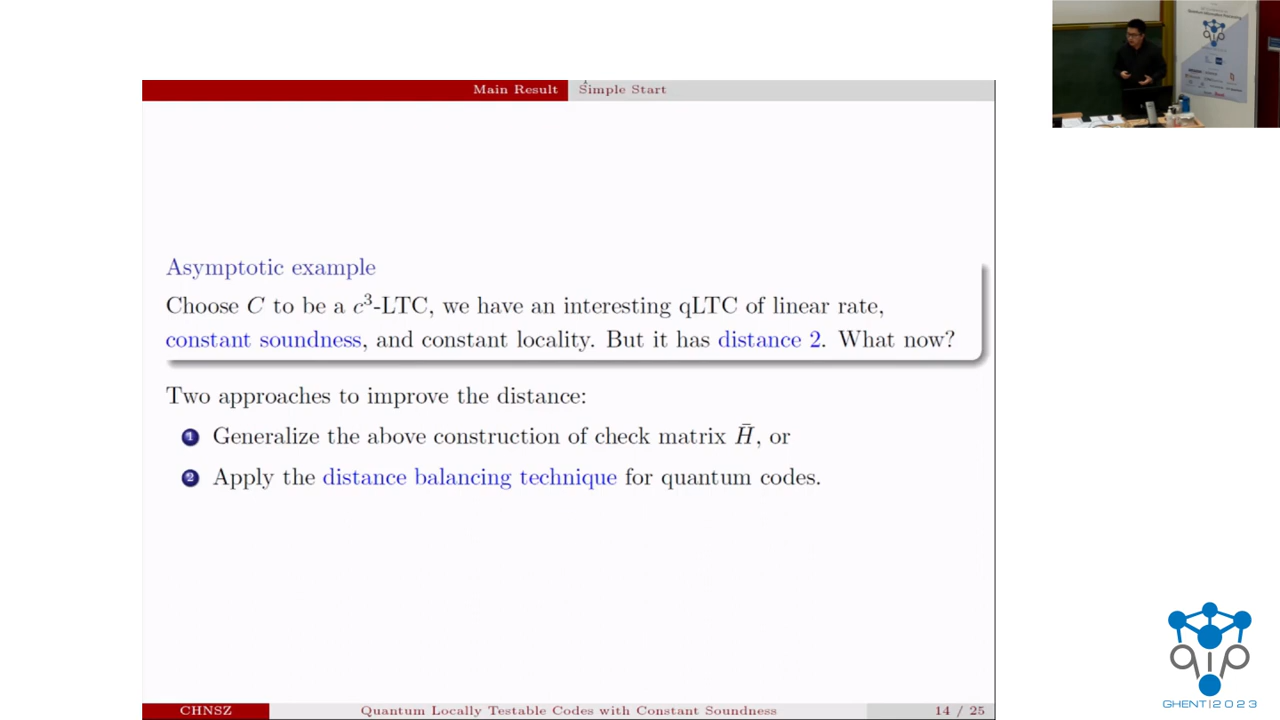 Main Result
Simple Start
Asymptotic example
Choose C to be a c³-LTC, we have an interesting qLTC of linear rate,
constant soundness, and constant locality. But it has distance 2. What now?
Two approaches to improve the distance:
1 Generalize the above construction of check matrix H̄, or
2 Apply the distance balancing technique for quantum codes.
CHNSZ
Quantum Locally Testable Codes with Constant Soundness
14 / 25
qip
GHENT|2023